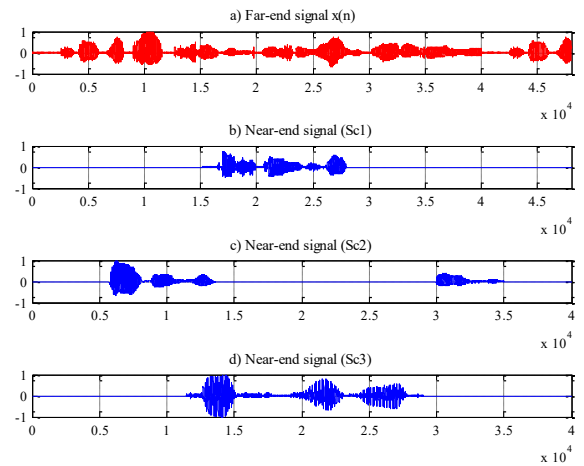 a) Far-end signal x(n)
1
0
-1
0 0.5 1 1.5 2 2.5 3 3.5 4 4.5
x 10^4
b) Near-end signal (Sc1)
1
0
-1
0 0.5 1 1.5 2 2.5 3 3.5 4 4.5
x 10^4
c) Near-end signal (Sc2)
1
0
-1
0 0.5 1 1.5 2 2.5 3 3.5 4
x 10^4
d) Near-end signal (Sc3)
1
0
-1
0 0.5 1 1.5 2 2.5 3 3.5 4
x 10^4